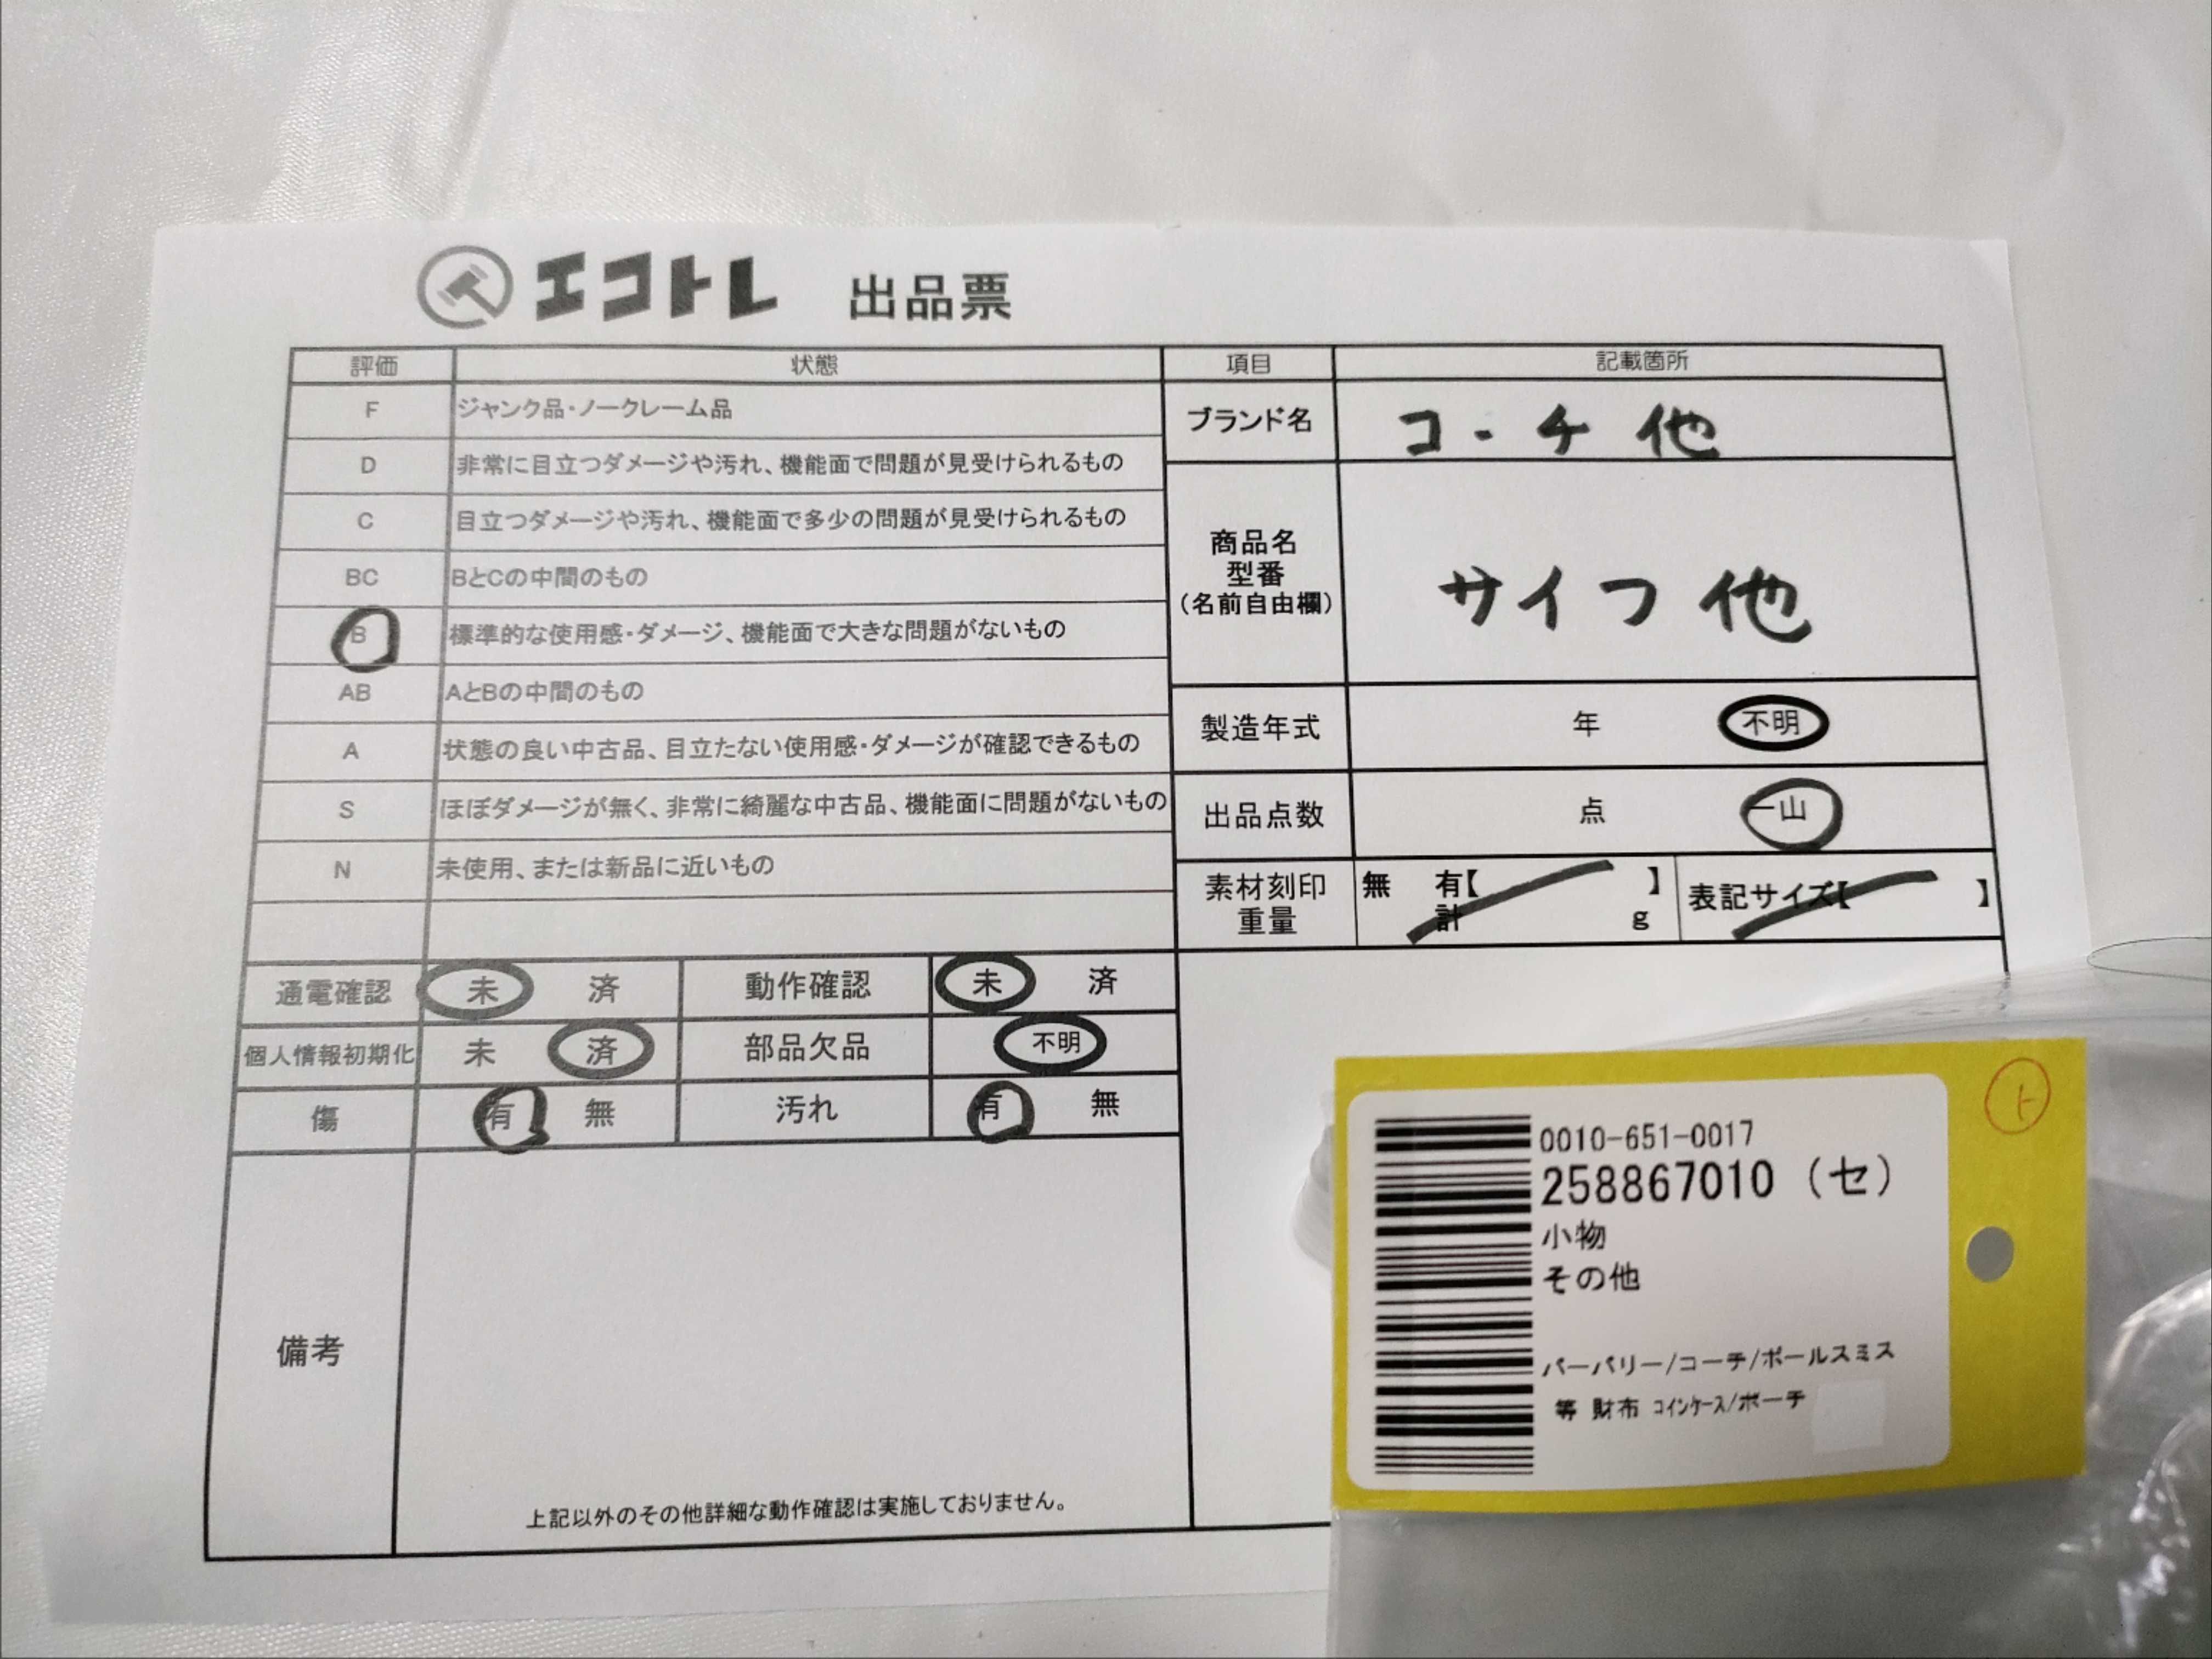 エコトレ 出品票
評価 状態
F ジャンク品・ノークレーム品
D 非常に目立つダメージや汚れ、機能面で問題が見受けられるもの
C 目立つダメージや汚れ、機能面で多少の問題が見受けられるもの
BC BとCの中間のもの
B 標準的な使用感・ダメージ、機能面で大きな問題がないもの
AB AとBの中間のもの
A 状態の良い中古品、目立たない使用感・ダメージが確認できるもの
S ほぼダメージが無く、非常に綺麗な中古品、機能面に問題がないもの
N 未使用、または新品に近いもの
項目 記載箇所
ブランド名 コーチ 他
商品名
型番
(名前自由欄)
サイフ 他
製造年式 年 不明
出品点数 点 一山
素材刻印 無 有【 】
重量 計 g
表記サイズ【 】
通電確認 未 済 動作確認 未 済
個人情報初期化 未 済 部品欠品 不明
傷 有 無 汚れ 有 無
備考
上記以外のその他詳細な動作確認は実施しておりません。
ト
0010-651-0017
258867010 (セ)
小物
その他
バーバリー/コーチ/ポールスミス
等 財布 コインケース/ポーチ